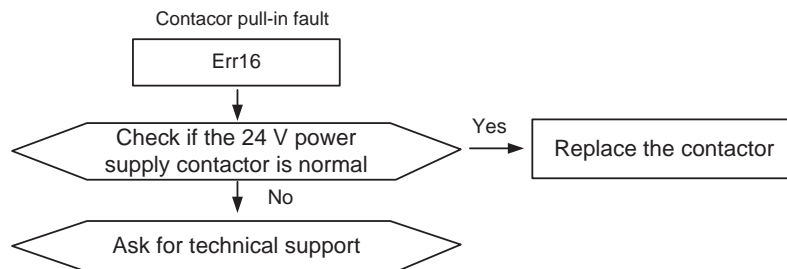 Contacor pull-in fault
Err16
Check if the 24 V power
supply contactor is normal
Yes
Replace the contactor
No
Ask for technical support